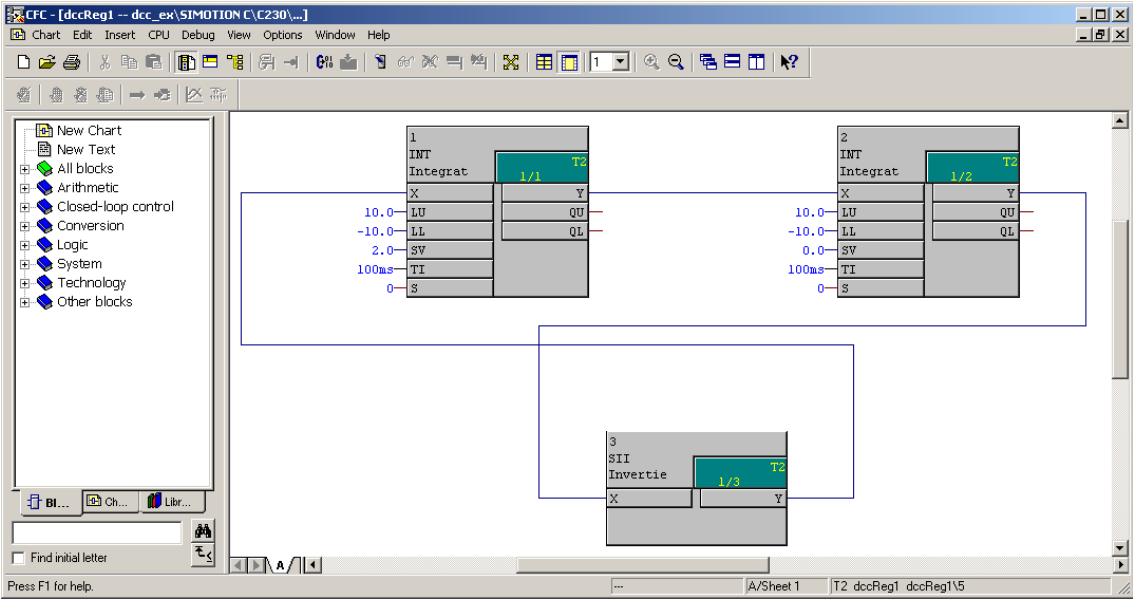 CFC - [dccReg1 -- dcc_ex\SIMOTION C\C230\...]
Chart Edit Insert CPU Debug View Options Window Help
1
New Chart
New Text
All blocks
Arithmetic
Closed-loop control
Conversion
Logic
System
Technology
Other blocks
BI... Ch... Libr...
Find initial letter
1
INT
Integrat
T2
1/1
X Y
10.0 LU QU
-10.0 LL QL
2.0 SV
100ms TI
0 S
2
INT
Integrat
T2
1/2
X Y
10.0 LU QU
-10.0 LL QL
0.0 SV
100ms TI
0 S
3
SII
Invertie
T2
1/3
X Y
A
Press F1 for help.
---
A/Sheet 1
T2 dccReg1 dccReg1\5